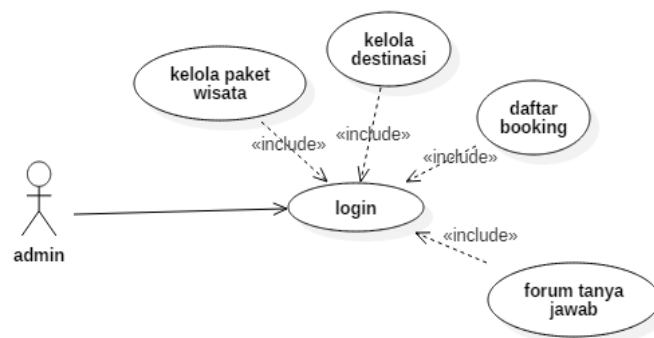 kelola
destinasi
kelola paket
wisata
daftar
booking
«include»
«include»
«include»
login
admin
«include»
forum tanya
jawab